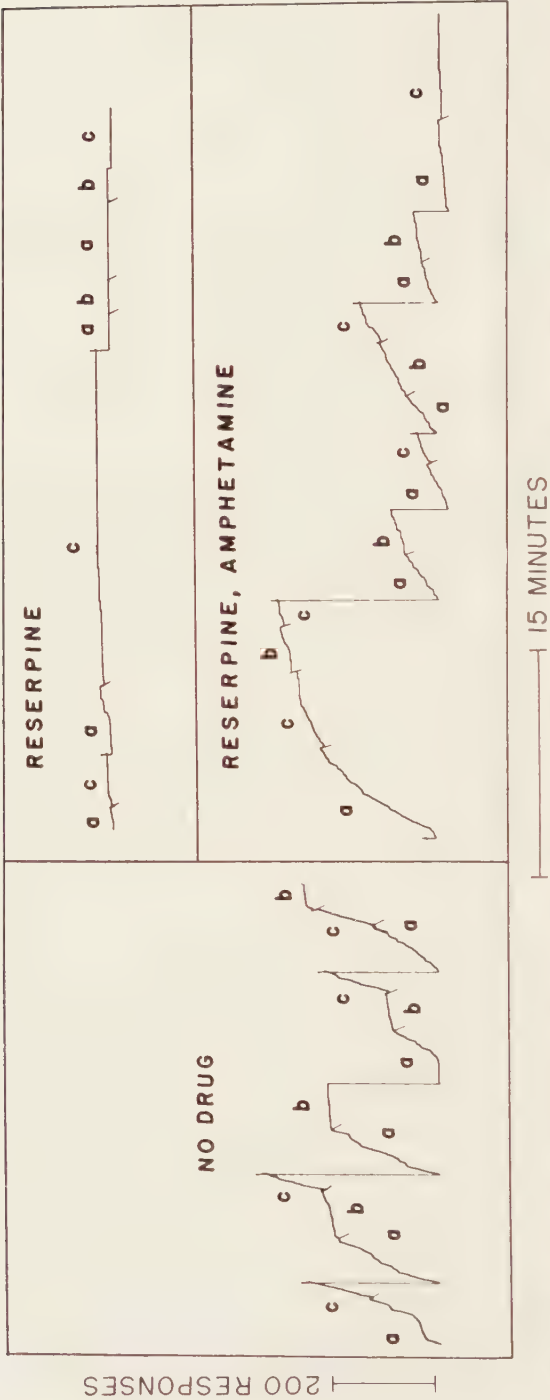 200 RESPONSES
NO DRUG
a c a b c a b a b c a c b
RESERPINE
a c a c a b a b c
RESERPINE, AMPHETAMINE
a c b c a b a c a b c a b a c
15 MINUTES